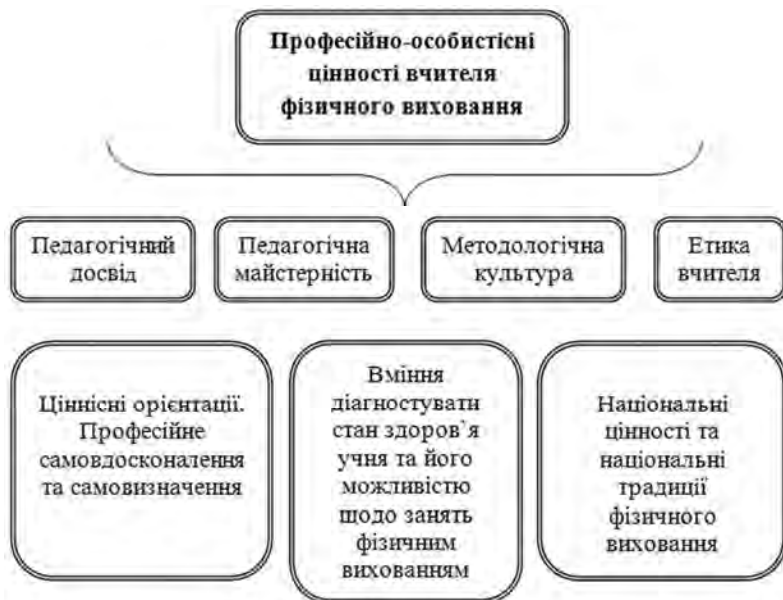 Професійно-особистісні
цінності вчителя
фізичного виховання
Педагогічний
досвід
Педагогічна
майстерність
Методологічна
культура
Етика
вчителя
Ціннісні орієнтації.
Професійне
самовдосконалення
та самовизначення
Вміння
діагностувати
стан здоров`я
учня та його
можливістю
щодо занять
фізичним
вихованням
Національні
цінності та
національні
традиції
фізичного
виховання